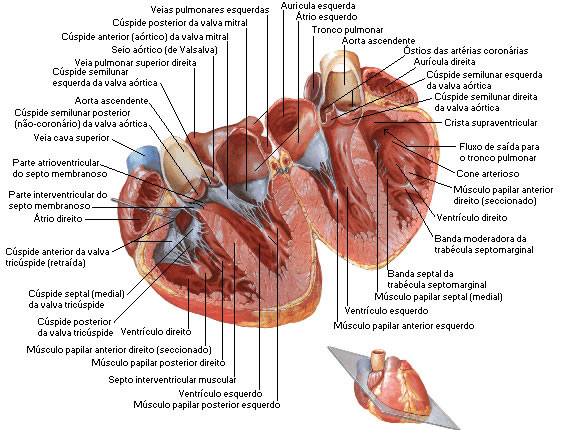 Veias pulmonares esquerdas
Cúspide posterior da valva mitral
Cúspide anterior (aórtico) da valva mitral
Seio aórtico (de Valsalva)
Veia pulmonar superior direita
Cúspide semilunar
esquerda da valva aórtica
Aorta ascendente
Cúspide semilunar posterior
(não-coronário) da valva aórtica
Veia cava superior
Parte atrioventricular
do septo membranoso
Parte interventricular do
septo membranoso
Átrio direito
Cúspide anterior da valva
tricúspide (retraída)
Cúspide septal (medial)
da valva tricúspide
Cúspide posterior
da valva tricúspide
Ventrículo direito
Músculo papilar anterior direito (seccionado)
Músculo papilar posterior direito
Septo interventricular muscular
Ventrículo esquerdo
Músculo papilar posterior esquerdo
Auricula esquerda
Átrio esquerdo
Tronco pulmonar
Aorta ascendente
Óstios das artérias coronárias
Aurícula direita
Cúspide semilunar esquerda
da valva aórtica
Cúspide semilunar direita
da valva aórtica
Crista supraventricular
Fluxo de saída para
o tronco pulmonar
Cone arterioso
Músculo papilar anterior
direito (seccionado)
Ventrículo direito
Banda moderadora da
trabécula septomarginal
Banda septal da
trabécula septomarginal
Músculo papilar septal (medial)
Ventrículo esquerdo
Músculo papilar anterior esquerdo